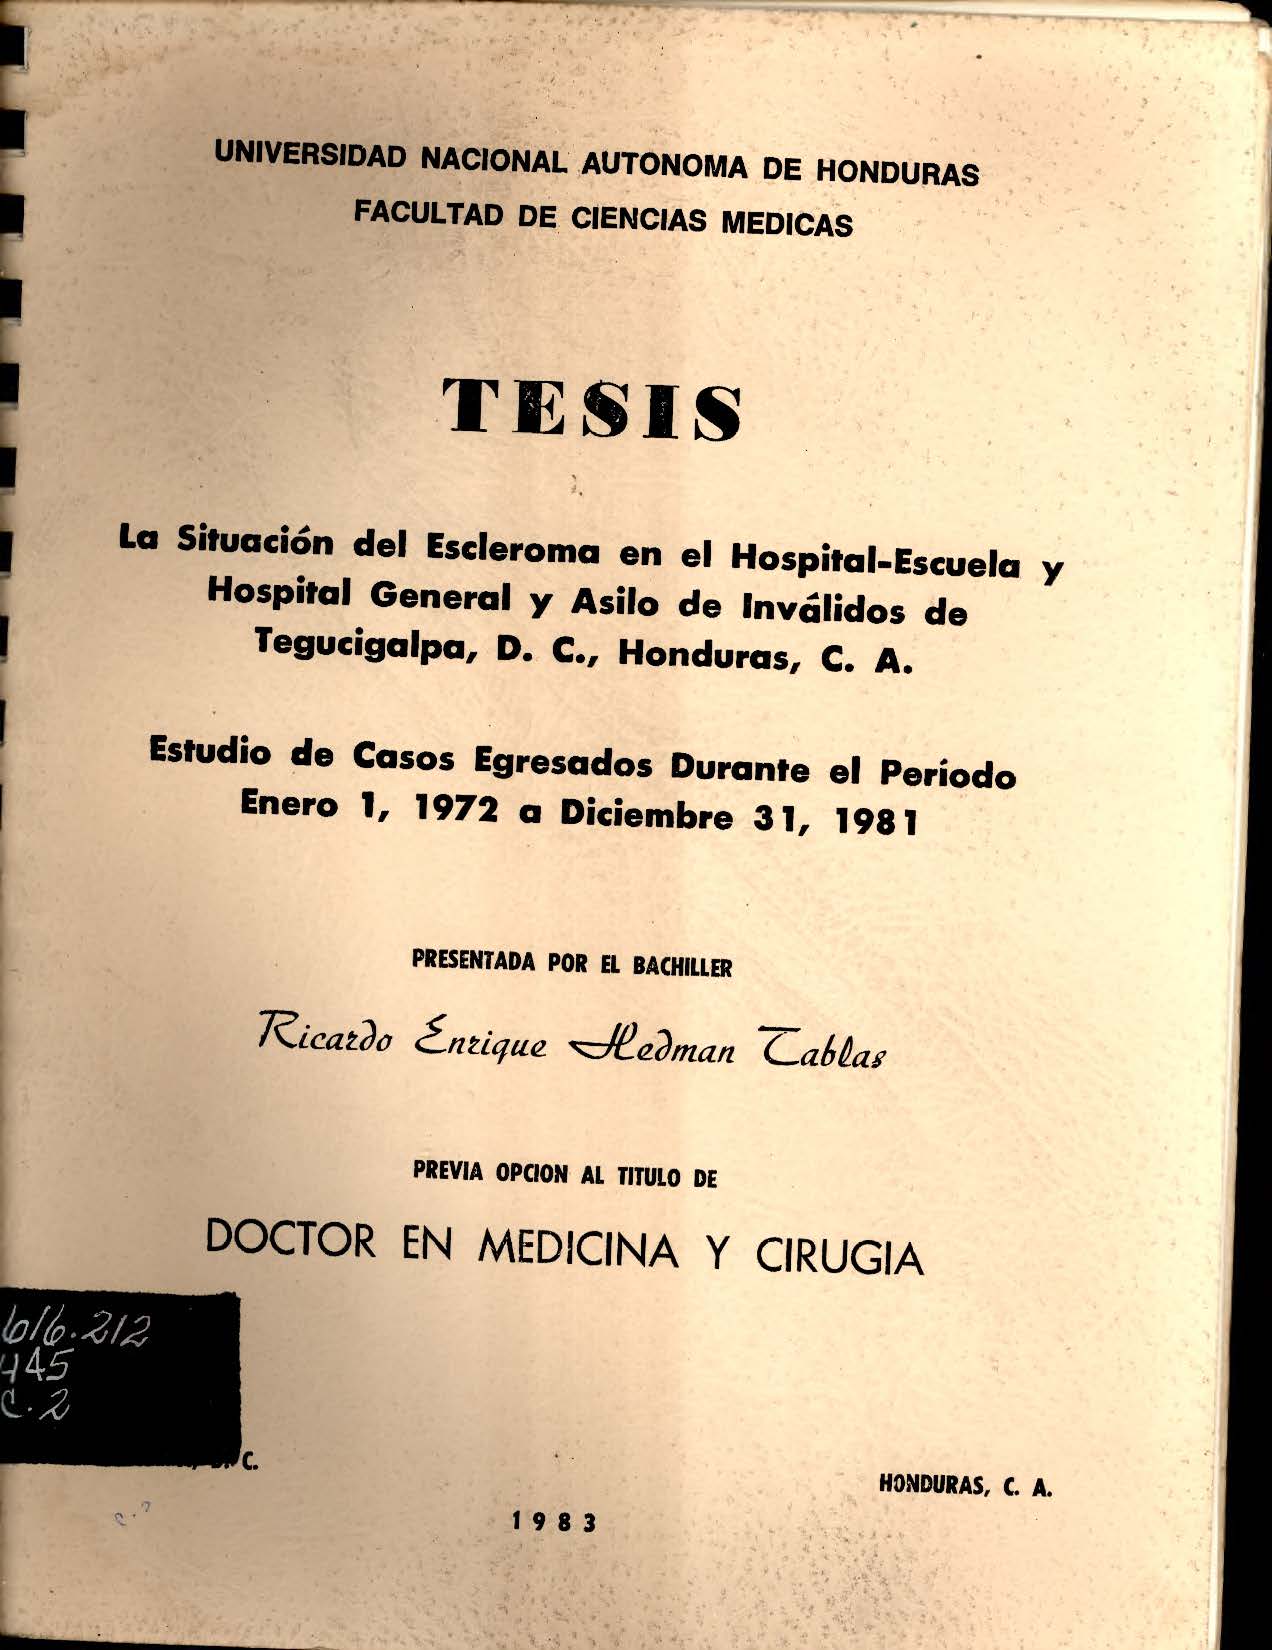 UNIVERSIDAD NACIONAL AUTONOMA DE HONDURAS
FACULTAD DE CIENCIAS MEDICAS
TESIS
La Situación del Escleroma en el Hospital-Escuela y
Hospital General y Asilo de Inválidos de
Tegucigalpa, D. C., Honduras, C. A.
Estudio de Casos Egresados Durante el Período
Enero 1, 1972 a Diciembre 31, 1981
PRESENTADA POR EL BACHILLER
Ricardo Enrique Hedman Tablas
PREVIA OPCION AL TITULO DE
DOCTOR EN MEDICINA Y CIRUGIA
616.212
H45
C.2
C.
HONDURAS, C. A.
1983